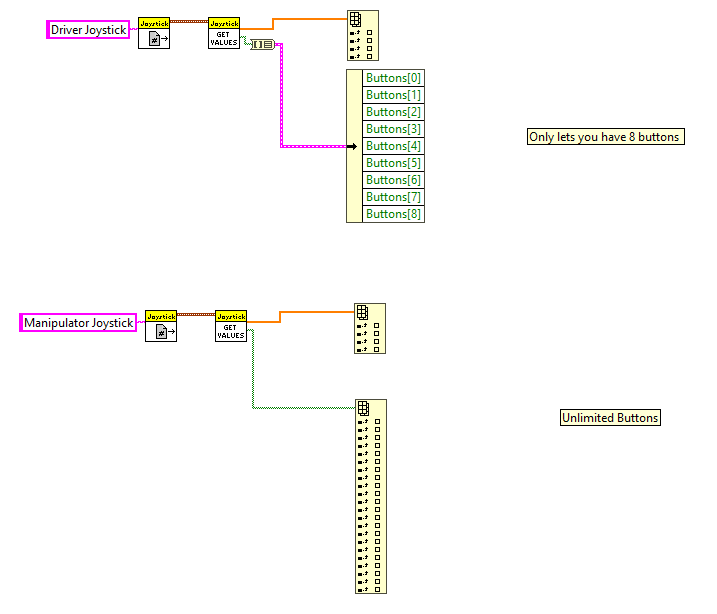 Driver Joystick
Joystick
#
Joystick
GET
VALUES
Buttons[0]
Buttons[1]
Buttons[2]
Buttons[3]
Buttons[4]
Buttons[5]
Buttons[6]
Buttons[7]
Buttons[8]
Only lets you have 8 buttons
Manipulator Joystick
Joystick
#
Joystick
GET
VALUES
Unlimited Buttons